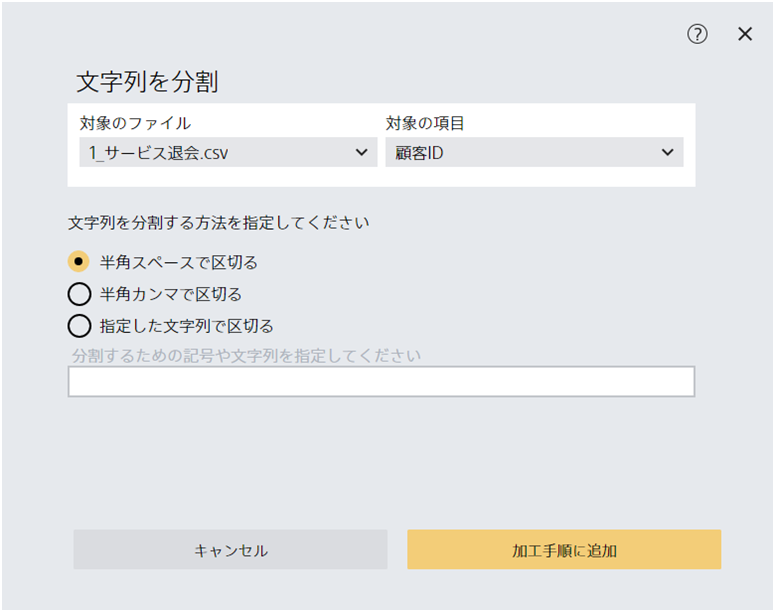 文字列を分割
対象のファイル 対象の項目
1_サービス退会.csv 顧客ID
文字列を分割する方法を指定してください
半角スペースで区切る
半角カンマで区切る
指定した文字列で区切る
分割するための記号や文字列を指定してください
キャンセル 加工手順に追加